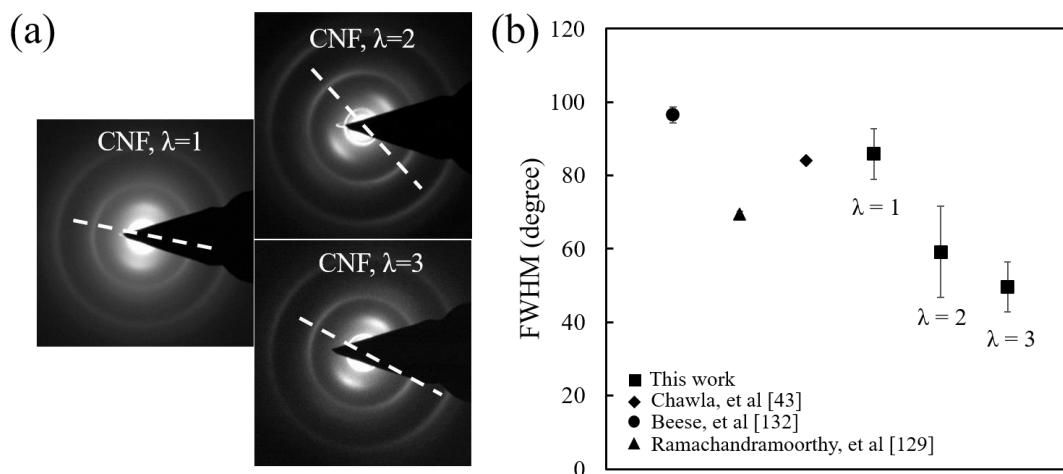 (a)
CNF, λ=1
CNF, λ=2
CNF, λ=3
(b)
FWHM (degree)
120
100
80
60
40
20
0
λ = 1
λ = 2
λ = 3
This work
Chawla, et al [43]
Beese, et al [132]
Ramachandramoorthy, et al [129]